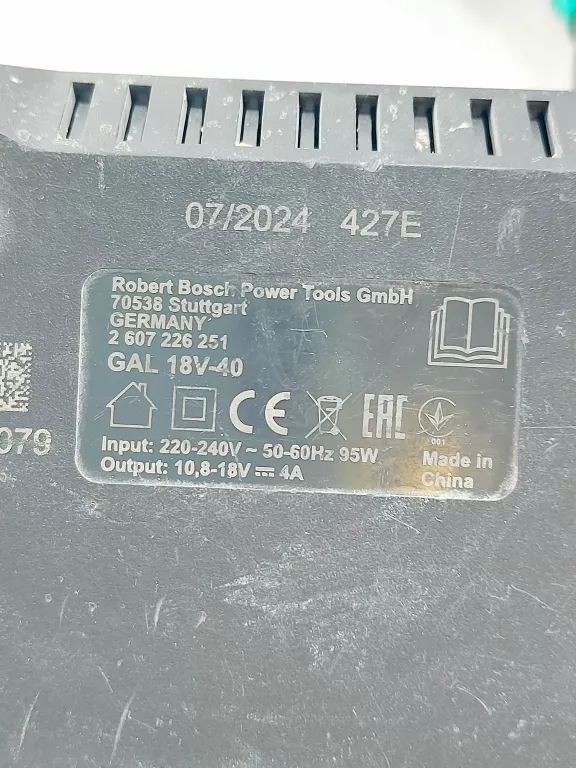 07/2024 427E
Robert Bosch Power Tools GmbH
70538 Stuttgart
GERMANY
2 607 226 251
GAL 18V-40
CE EAC
001
079
Input: 220-240V ~ 50-60Hz 95W
Output: 10,8-18V ⎓ 4A
Made in
China